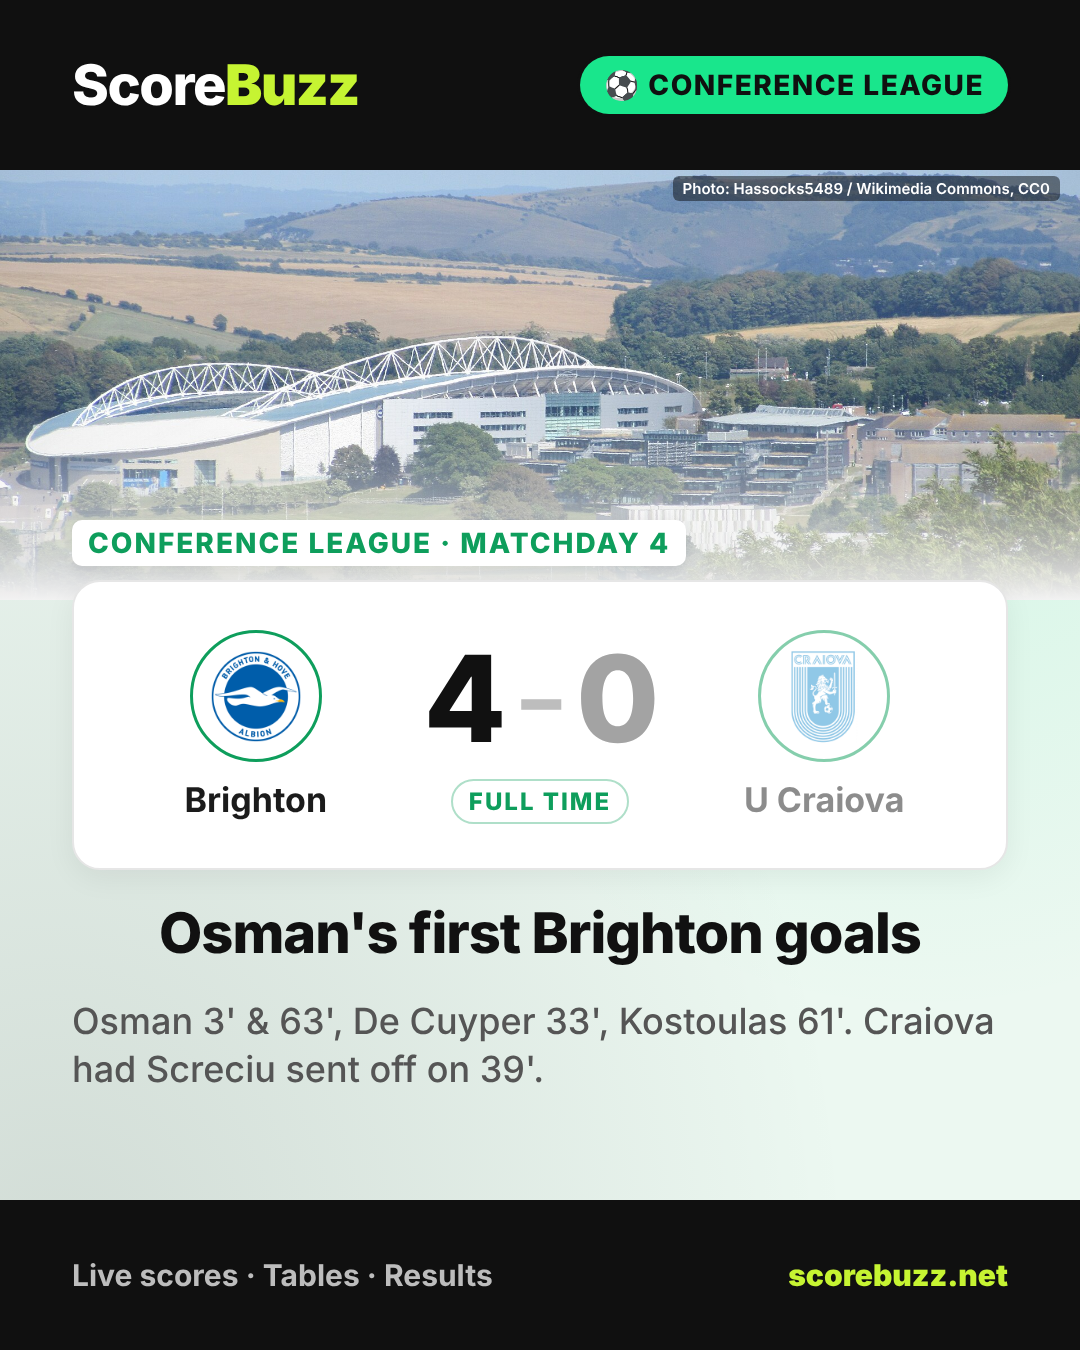 ScoreBuzz
⚽ CONFERENCE LEAGUE
Photo: Hassocks5489 / Wikimedia Commons, CC0
CONFERENCE LEAGUE · MATCHDAY 4
BRIGHTON & HOVE
ALBION
4 – 0
CRAIOVA
Brighton
FULL TIME
U Craiova
Osman's first Brighton goals
Osman 3' & 63', De Cuyper 33', Kostoulas 61'. Craiova
had Screciu sent off on 39'.
Live scores · Tables · Results
scorebuzz.net